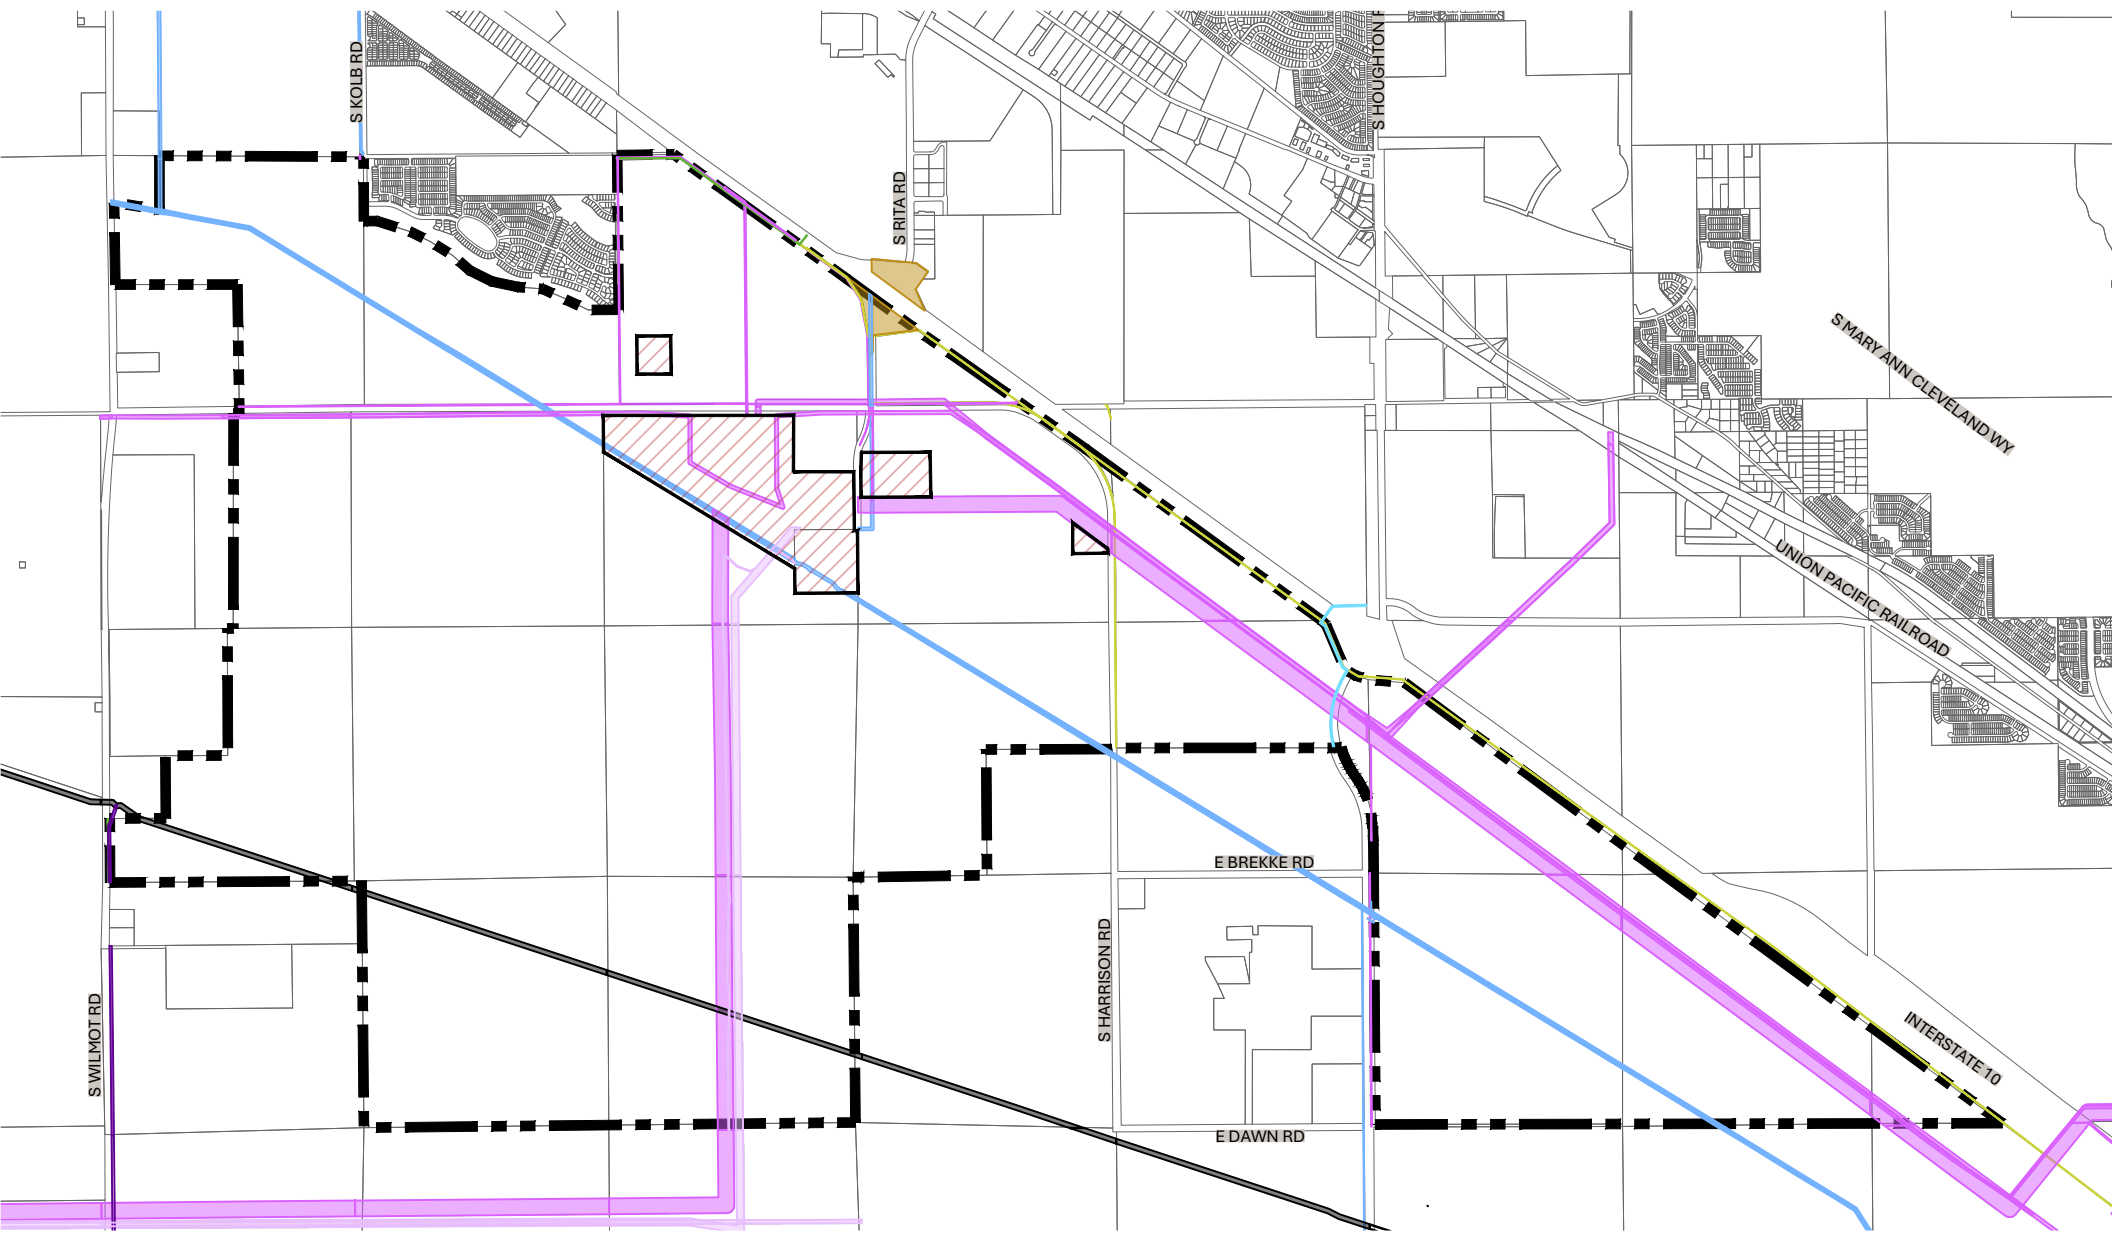 S KOLB RD
S HOUGHTON R
S RITA RD
S MARY ANN CLEVELAND WY
UNION PACIFIC RAILROAD
E BREKKE RD
S HARRISON RD
S WILMOT RD
INTERSTATE 10
E DAWN RD